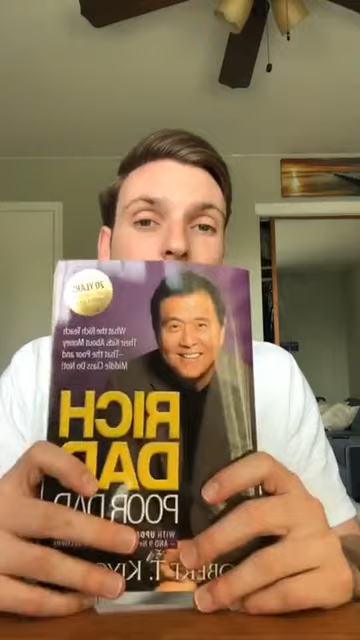 20 YEARS
What the Rich Teach
Their Kids About Money
—That the Poor and
Middle Class Do Not!
RICH
DAD
POOR DAD
WITH
ROBERT T.